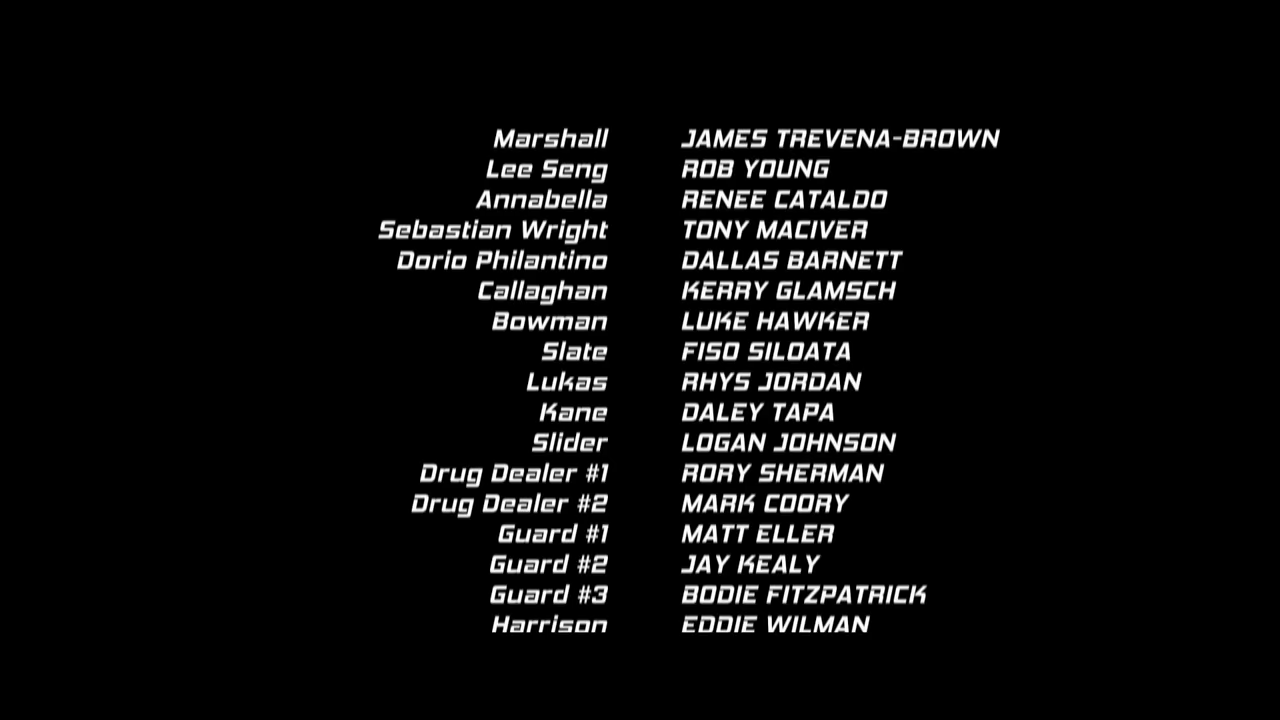 Marshall JAMES TREVENA-BROWN
Lee Seng ROB YOUNG
Annabella RENEE CATALDO
Sebastian Wright TONY MACIVER
Dorio Philantino DALLAS BARNETT
Callaghan KERRY GLAMSCH
Bowman LUKE HAWKER
Slate FISO SILOATA
Lukas RHYS JORDAN
Kane DALEY TAPA
Slider LOGAN JOHNSON
Drug Dealer #1 RORY SHERMAN
Drug Dealer #2 MARK COORY
Guard #1 MATT ELLER
Guard #2 JAY KEALY
Guard #3 BODIE FITZPATRICK
Harrison EDDIE WILMAN